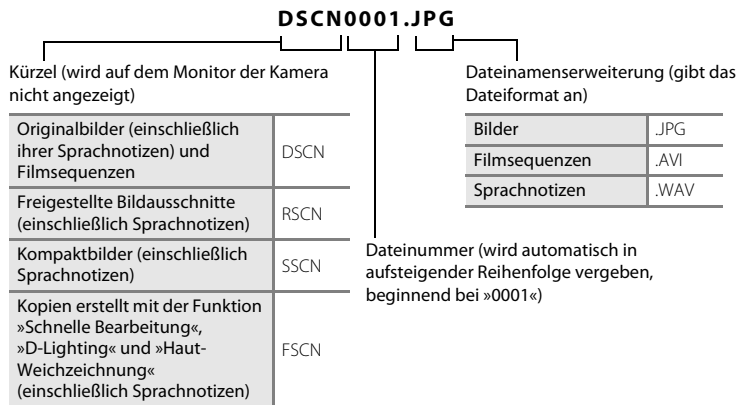 DSCN0001.JPG
Kürzel (wird auf dem Monitor der Kamera
nicht angezeigt)
Originalbilder (einschließlich
ihrer Sprachnotizen) und
Filmsequenzen
DSCN
Freigestellte Bildausschnitte
(einschließlich Sprachnotizen)
RSCN
Kompaktbilder (einschließlich
Sprachnotizen)
SSCN
Kopien erstellt mit der Funktion
»Schnelle Bearbeitung«,
»D-Lighting« und »Haut-
Weichzeichnung«
(einschließlich Sprachnotizen)
FSCN
Dateinummer (wird automatisch in
aufsteigender Reihenfolge vergeben,
beginnend bei »0001«)
Dateinamenserweiterung (gibt das
Dateiformat an)
Bilder .JPG
Filmsequenzen .AVI
Sprachnotizen .WAV